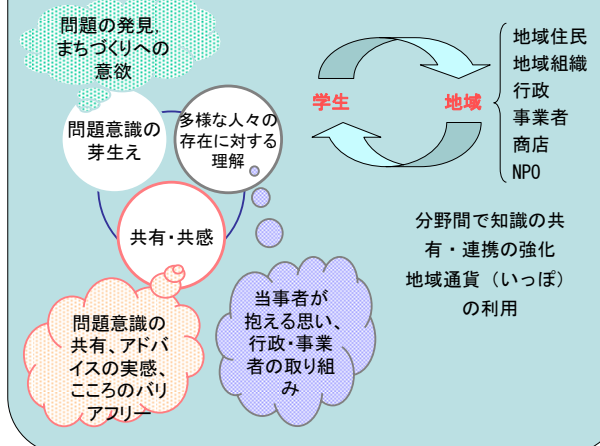 問題の発見,
まちづくりへの
意欲
問題意識の
芽生え
多様な人々の
存在に対する
理解
共有・共感
問題意識の
共有、アドバ
イスの実感、
こころのバリ
アフリー
当事者が
抱える思い、
行政・事業
者の取り組
み
学生
地域
地域住民
地域組織
行政
事業者
商店
NPO
分野間で知識の共
有・連携の強化
地域通貨（いっぽ）
の利用